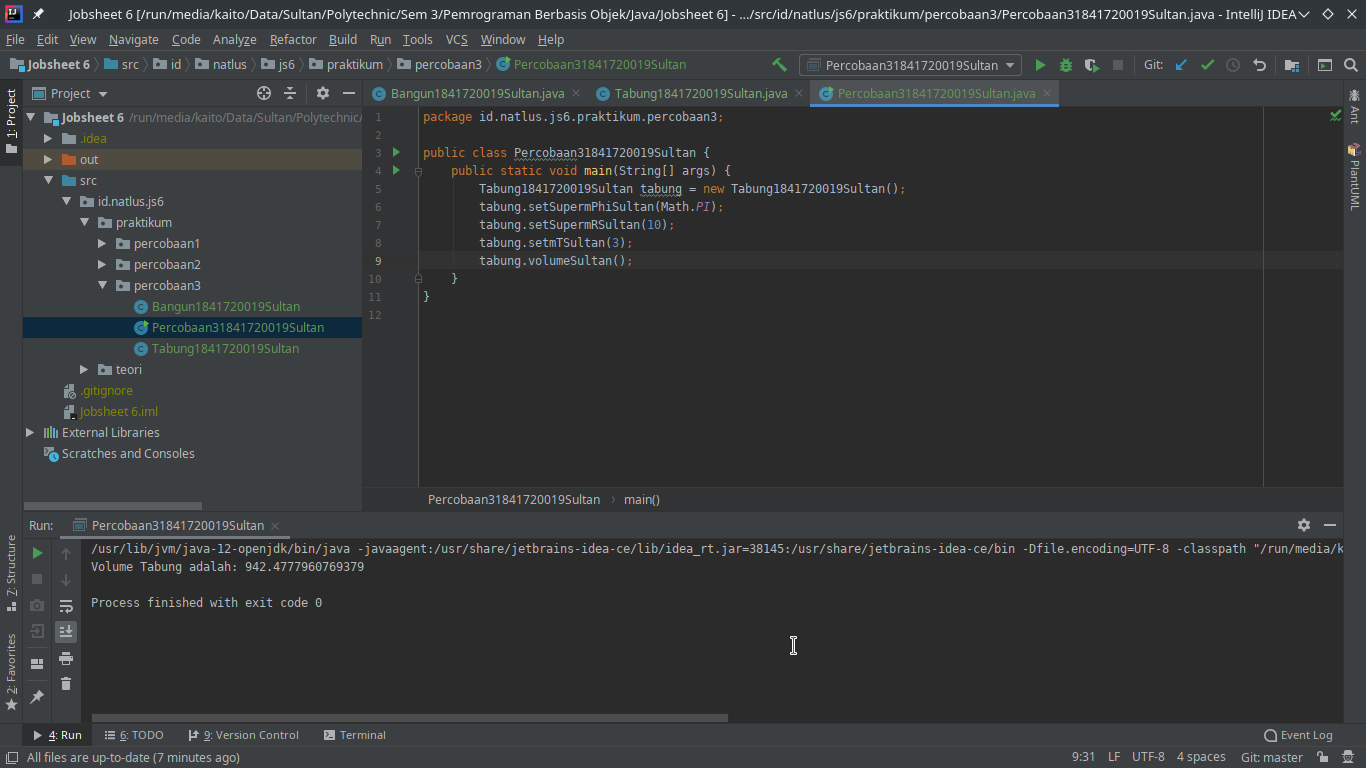 Jobsheet 6 [/run/media/kaito/Data/Sultan/Polytechnic/Sem 3/Pemrograman Berbasis Objek/Java/Jobsheet 6] - .../src/id/natlus/js6/praktikum/percobaan3/Percobaan31841720019Sultan.java - IntelliJ IDEA
File Edit View Navigate Code Analyze Refactor Build Run Tools VCS Window Help
Jobsheet 6 src id natlus js6 praktikum percobaan3 Percobaan31841720019Sultan Percobaan31841720019Sultan Git:
Project Bangun1841720019Sultan.java Tabung1841720019Sultan.java Percobaan31841720019Sultan.java
1: Project
Jobsheet 6 /run/media/kaito/Data/Sultan/Polytechnic/
.idea
out
src
id.natlus.js6
praktikum
percobaan1
percobaan2
percobaan3
Bangun1841720019Sultan
Percobaan31841720019Sultan
Tabung1841720019Sultan
teori
.gitignore
Jobsheet 6.iml
External Libraries
Scratches and Consoles
1 package id.natlus.js6.praktikum.percobaan3;
2
3 public class Percobaan31841720019Sultan {
4 public static void main(String[] args) {
5 Tabung1841720019Sultan tabung = new Tabung1841720019Sultan();
6 tabung.setSupermPhiSultan(Math.PI);
7 tabung.setSupermRSultan(10);
8 tabung.setmTSultan(3);
9 tabung.volumeSultan();
10 }
11 }
12
Percobaan31841720019Sultan main()
Ant
PlantUML
Run: Percobaan31841720019Sultan
/usr/lib/jvm/java-12-openjdk/bin/java -javaagent:/usr/share/jetbrains-idea-ce/lib/idea_rt.jar=38145:/usr/share/jetbrains-idea-ce/bin -Dfile.encoding=UTF-8 -classpath "/run/media/k
Volume Tabung adalah: 942.4777960769379
Process finished with exit code 0
7: Structure
2: Favorites
4: Run 6: TODO 9: Version Control Terminal Event Log
All files are up-to-date (7 minutes ago) 9:31 LF UTF-8 4 spaces Git: master